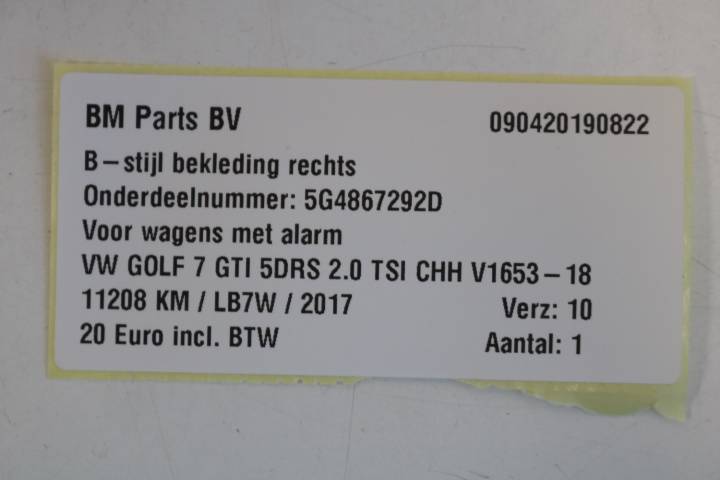 BM Parts BV 090420190822
B-stijl bekleding rechts
Onderdeelnummer: 5G4867292D
Voor wagens met alarm
VW GOLF 7 GTI 5DRS 2.0 TSI CHH V1653-18
11208 KM / LB7W / 2017 Verz: 10
20 Euro incl. BTW Aantal: 1